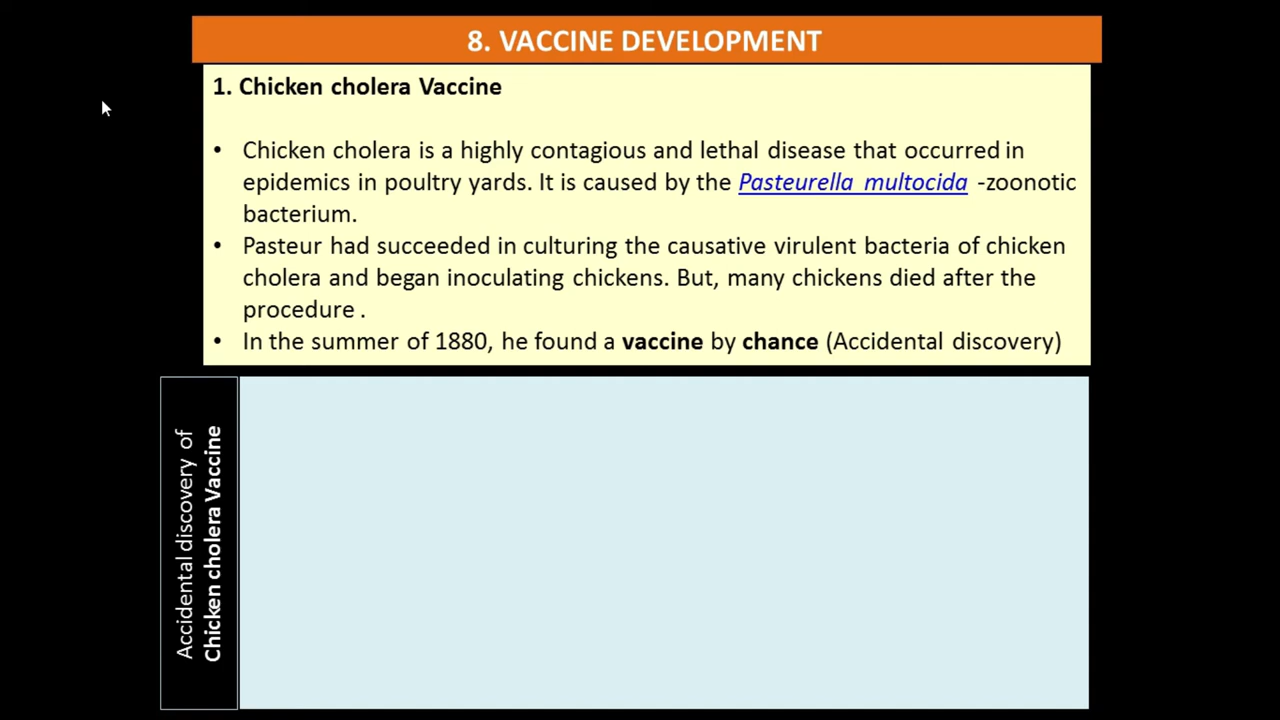 8. VACCINE DEVELOPMENT
1. Chicken cholera Vaccine
• Chicken cholera is a highly contagious and lethal disease that occurred in
epidemics in poultry yards. It is caused by the Pasteurella multocida -zoonotic
bacterium.
• Pasteur had succeeded in culturing the causative virulent bacteria of chicken
cholera and began inoculating chickens. But, many chickens died after the
procedure .
• In the summer of 1880, he found a vaccine by chance (Accidental discovery)
Accidental discovery of
Chicken cholera Vaccine